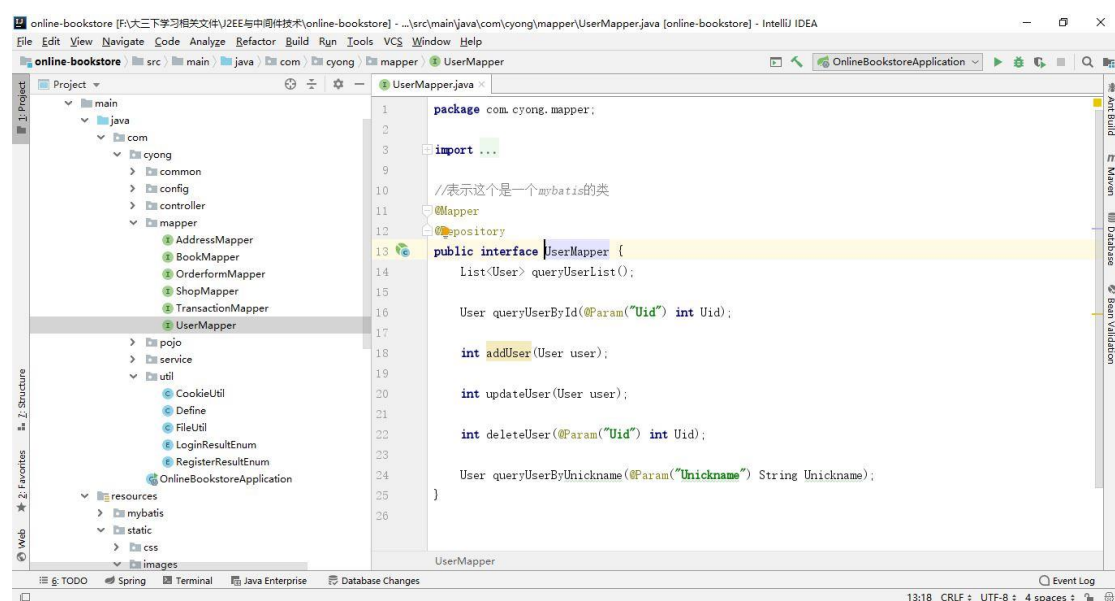 online-bookstore [F:\大三下学习相关文件\J2EE与中间件技术\online-bookstore] - ...\src\main\java\com\cyong\mapper\UserMapper.java [online-bookstore] - IntelliJ IDEA
File Edit View Navigate Code Analyze Refactor Build Run Tools VCS Window Help
online-bookstore src main java com cyong mapper UserMapper
OnlineBookstoreApplication
Project
UserMapper.java
1: Project
main
java
com
cyong
common
config
controller
mapper
AddressMapper
BookMapper
OrderformMapper
ShopMapper
TransactionMapper
UserMapper
pojo
service
util
CookieUtil
Define
FileUtil
LoginResultEnum
RegisterResultEnum
OnlineBookstoreApplication
resources
mybatis
static
css
images
Z: Structure
2: Favorites
Web
1 package com.cyong.mapper;
2
3 import ...
9
10 //表示这个是一个mybatis的类
11 @Mapper
12 @Repository
13 public interface UserMapper {
14 List<User> queryUserList();
15
16 User queryUserById(@Param("Uid") int Uid);
17
18 int addUser(User user);
19
20 int updateUser(User user);
21
22 int deleteUser(@Param("Uid") int Uid);
23
24 User queryUserByUnickname(@Param("Unickname") String Unickname);
25 }
26
UserMapper
Ant Build
Maven
Database
Bean Validation
6: TODO Spring Terminal Java Enterprise Database Changes
Event Log
13:18 CRLF UTF-8 4 spaces